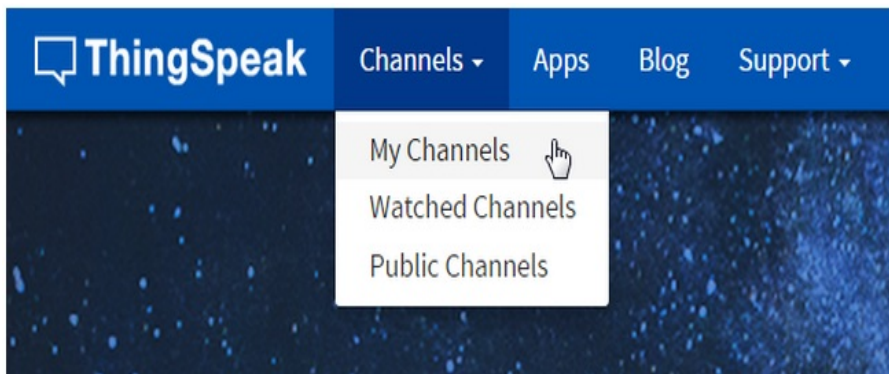 ThingSpeak Channels Apps Blog Support
My Channels
Watched Channels
Public Channels